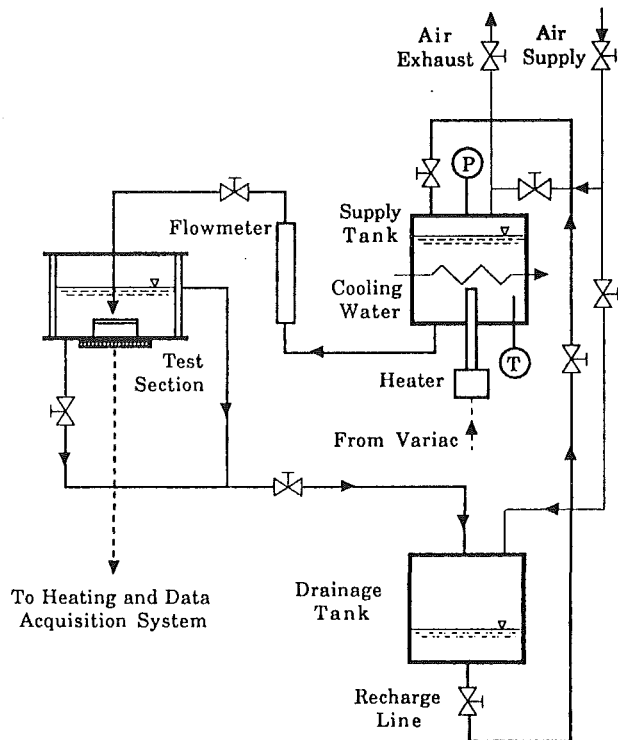 Air
Exhaust
Air
Supply
P
Flowmeter
Supply
Tank
Cooling
Water
T
Test
Section
Heater
From Variac
To Heating and Data
Acquisition System
Drainage
Tank
Recharge
Line